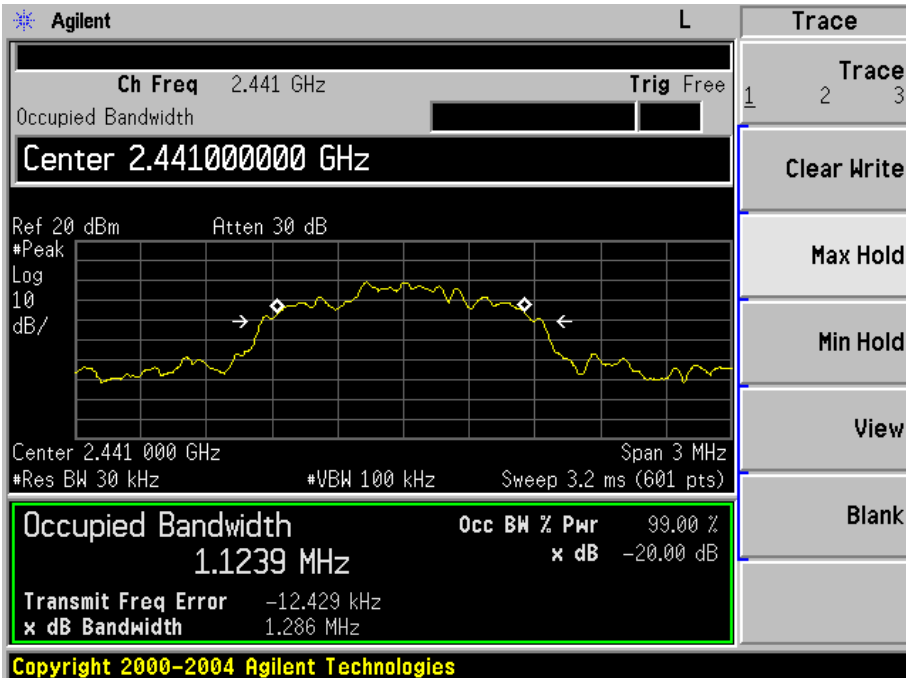 Agilent L Trace
Ch Freq 2.441 GHz Trig Free
Occupied Bandwidth
Center 2.441000000 GHz
Ref 20 dBm Atten 30 dB
#Peak
Log
10
dB/
Center 2.441 000 GHz Span 3 MHz
#Res BW 30 kHz #VBW 100 kHz Sweep 3.2 ms (601 pts)
Occupied Bandwidth Occ BW % Pwr 99.00 %
1.1239 MHz x dB -20.00 dB
Transmit Freq Error -12.429 kHz
x dB Bandwidth 1.286 MHz
Copyright 2000-2004 Agilent Technologies
Trace
1 2 3
Clear Write
Max Hold
Min Hold
View
Blank